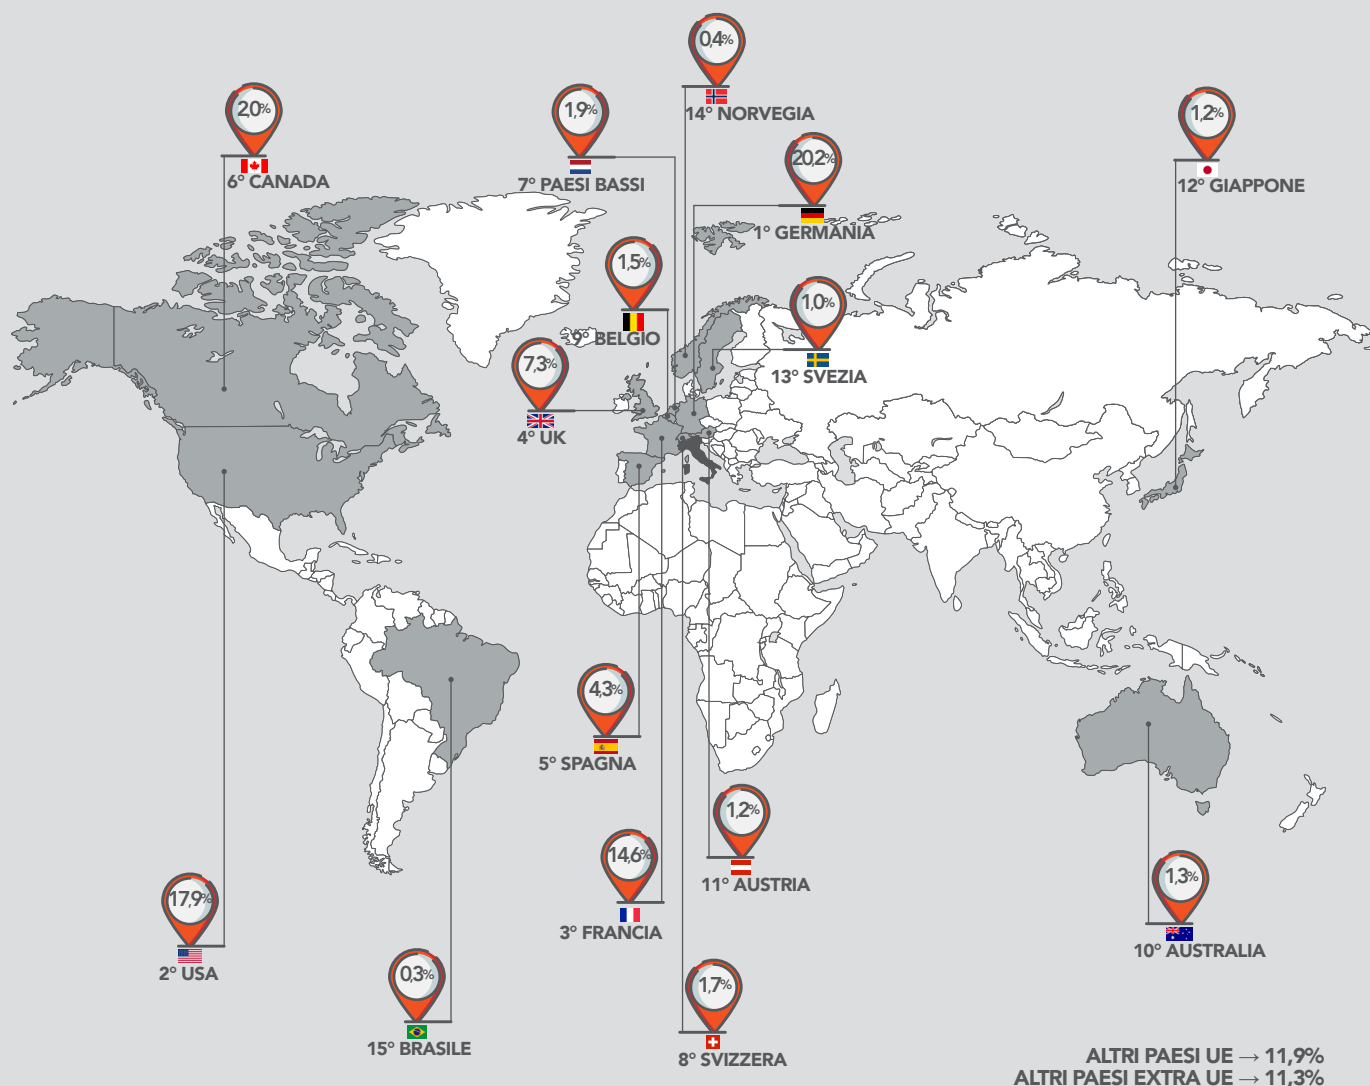 0,4%
14° NORVEGIA
2,0%
6° CANADA
1,9%
7° PAESI BASSI
1,2%
12° GIAPPONE
20,2%
1° GERMANIA
1,5%
9° BELGIO
1,0%
13° SVEZIA
7,3%
4° UK
4,3%
5° SPAGNA
1,2%
11° AUSTRIA
14,6%
3° FRANCIA
17,9%
2° USA
1,3%
10° AUSTRALIA
0,3%
15° BRASILE
1,7%
8° SVIZZERA
ALTRI PAESI UE → 11,9%
ALTRI PAESI EXTRA UE → 11,3%